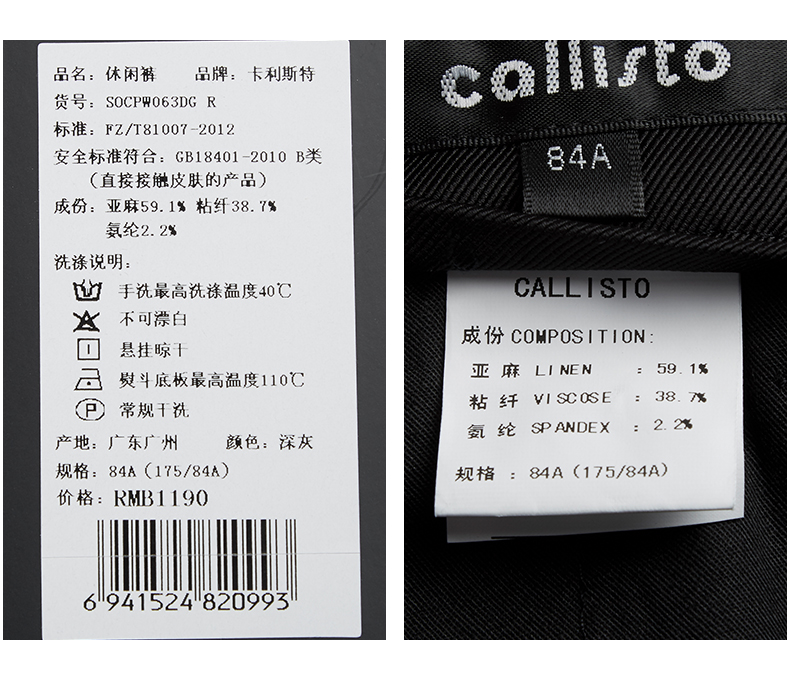 品名：休闲裤 品牌：卡利斯特
货号：SOCPW063DG R
标准：FZ/T81007-2012
安全标准符合：GB18401-2010 B类
（直接接触皮肤的产品）
成份：亚麻59.1% 粘纤38.7%
氨纶2.2%
洗涤说明：
手洗最高洗涤温度40℃
不可漂白
悬挂晾干
熨斗底板最高温度110℃
P 常规干洗
产地：广东广州 颜色：深灰
规格：84A（175/84A）
价格：RMB1190
6 941524 820993
callisto
84A
CALLISTO
成份 COMPOSITION:
亚麻 LINEN : 59.1%
粘纤 VISCOSE : 38.7%
氨纶 SPANDEX : 2.2%
规格：84A（175/84A）